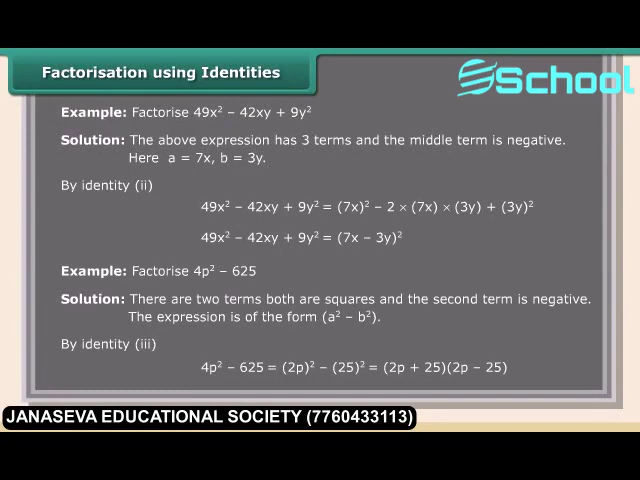 Factorisation using Identities
School
Example: Factorise 49x² – 42xy + 9y²
Solution: The above expression has 3 terms and the middle term is negative.
Here a = 7x, b = 3y.
By identity (ii)
49x² – 42xy + 9y² = (7x)² – 2 × (7x) × (3y) + (3y)²
49x² – 42xy + 9y² = (7x – 3y)²
Example: Factorise 4p² – 625
Solution: There are two terms both are squares and the second term is negative.
The expression is of the form (a² – b²).
By identity (iii)
4p² – 625 = (2p)² – (25)² = (2p + 25)(2p – 25)
JANASEVA EDUCATIONAL SOCIETY (7760433113)